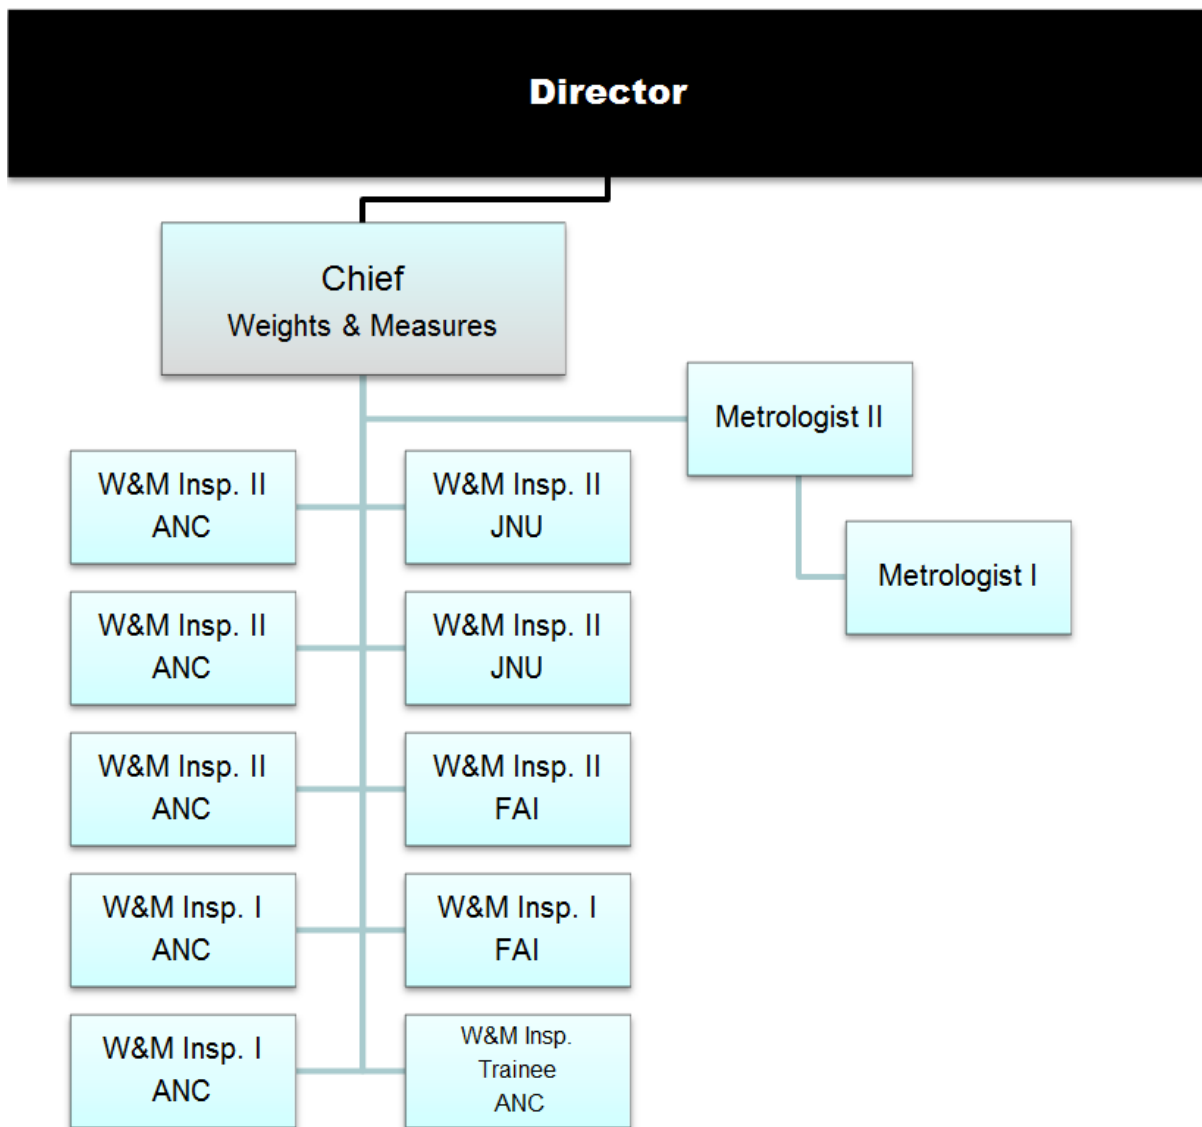 Director
Chief
Weights & Measures
Metrologist II
Metrologist I
W&M Insp. II
ANC
W&M Insp. II
JNU
W&M Insp. II
ANC
W&M Insp. II
JNU
W&M Insp. II
ANC
W&M Insp. II
FAI
W&M Insp. I
ANC
W&M Insp. I
FAI
W&M Insp. I
ANC
W&M Insp.
Trainee
ANC